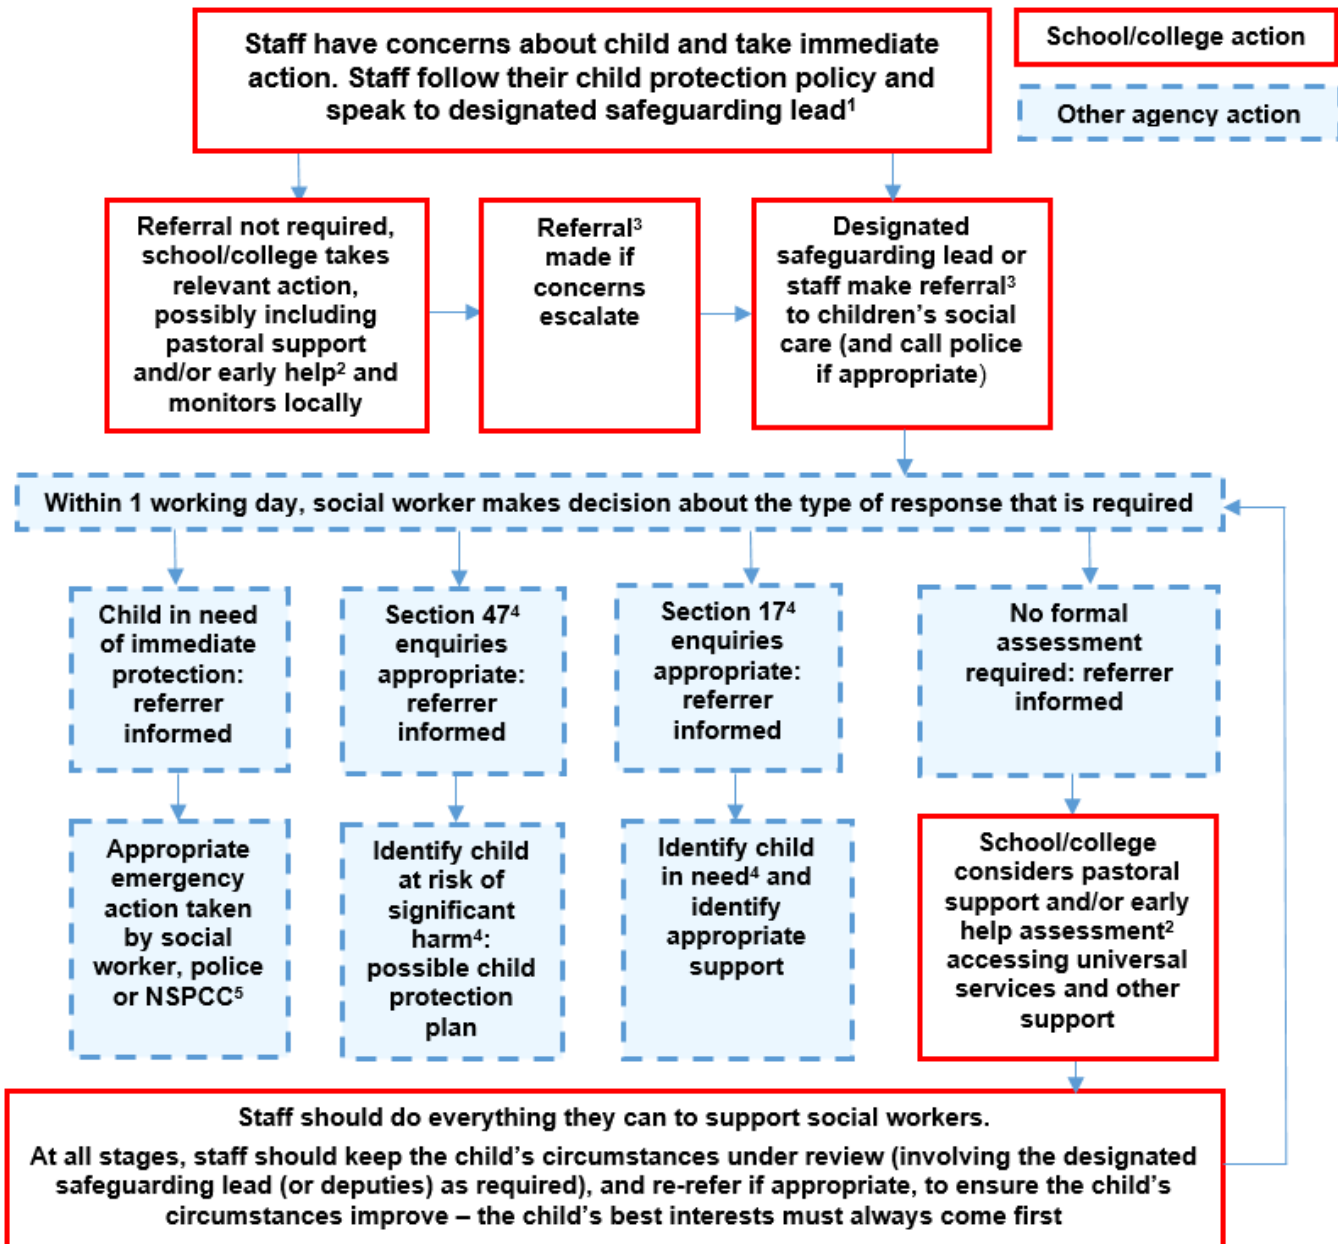 Staff have concerns about child and take immediate
action. Staff follow their child protection policy and
speak to designated safeguarding lead¹
School/college action
Other agency action
Referral not required,
school/college takes
relevant action,
possibly including
pastoral support
and/or early help² and
monitors locally
Referral³
made if
concerns
escalate
Designated
safeguarding lead or
staff make referral³
to children’s social
care (and call police
if appropriate)
Within 1 working day, social worker makes decision about the type of response that is required
Child in need
of immediate
protection:
referrer
informed
Section 47⁴
enquiries
appropriate:
referrer
informed
Section 17⁴
enquiries
appropriate:
referrer
informed
No formal
assessment
required: referrer
informed
Appropriate
emergency
action taken
by social
worker, police
or NSPCC⁵
Identify child
at risk of
significant
harm⁴:
possible child
protection
plan
Identify child
in need⁴ and
identify
appropriate
support
School/college
considers pastoral
support and/or early
help assessment²
accessing universal
services and other
support
Staff should do everything they can to support social workers.
At all stages, staff should keep the child’s circumstances under review (involving the designated
safeguarding lead (or deputies) as required), and re-refer if appropriate, to ensure the child’s
circumstances improve – the child’s best interests must always come first